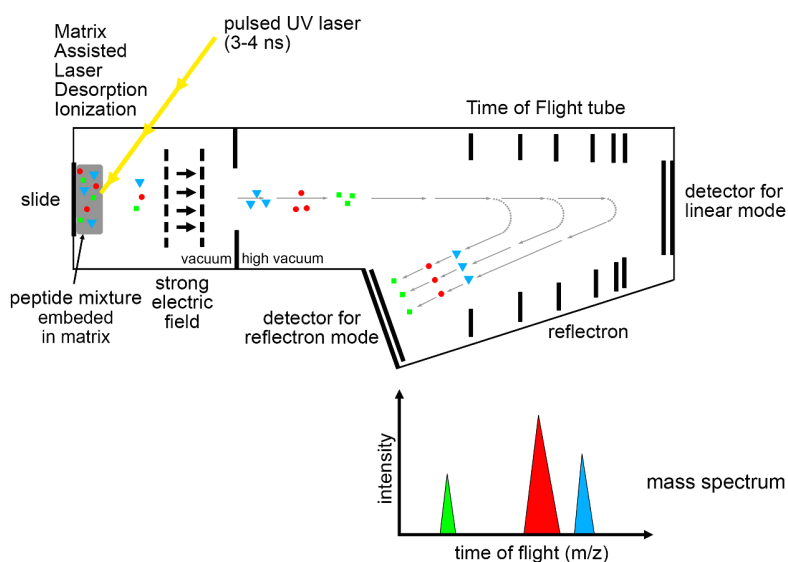 Matrix
Assisted
Laser
Desorption
Ionization
pulsed UV laser
(3-4 ns)
Time of Flight tube
slide
detector for
linear mode
vacuum
high vacuum
peptide mixture
embeded
in matrix
strong
electric
field
detector for
reflectron mode
reflectron
intensity
mass spectrum
time of flight (m/z)